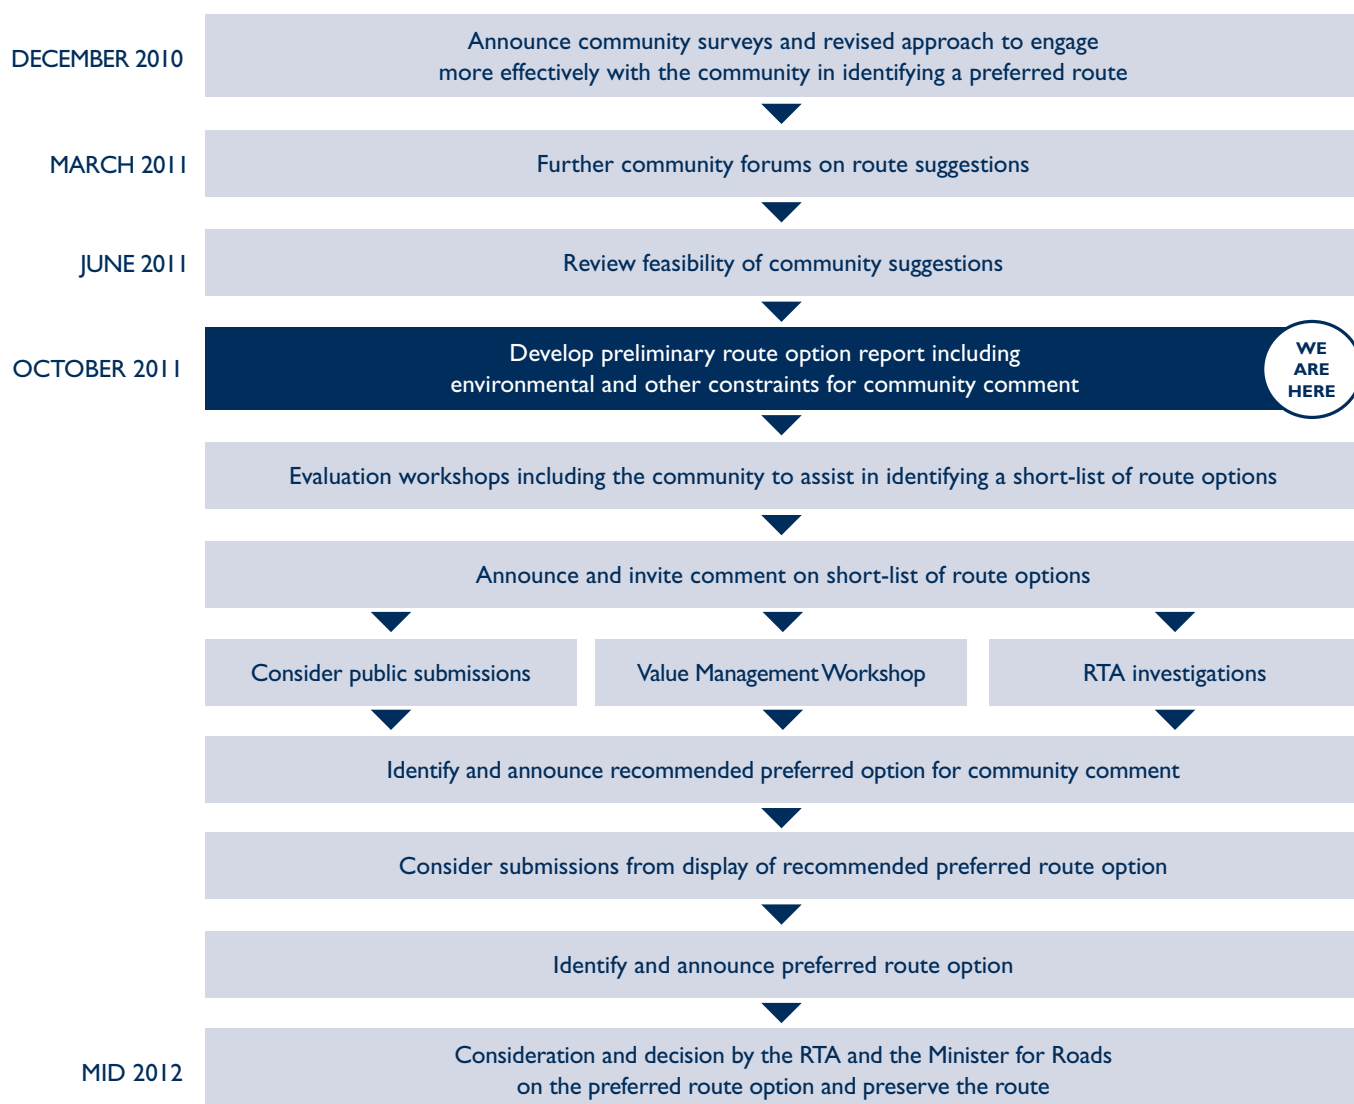 DECEMBER 2010
Announce community surveys and revised approach to engage
more effectively with the community in identifying a preferred route
MARCH 2011
Further community forums on route suggestions
JUNE 2011
Review feasibility of community suggestions
OCTOBER 2011
Develop preliminary route option report including
environmental and other constraints for community comment
WE
ARE
HERE
Evaluation workshops including the community to assist in identifying a short-list of route options
Announce and invite comment on short-list of route options
Consider public submissions
Value Management Workshop
RTA investigations
Identify and announce recommended preferred option for community comment
Consider submissions from display of recommended preferred route option
Identify and announce preferred route option
MID 2012
Consideration and decision by the RTA and the Minister for Roads
on the preferred route option and preserve the route